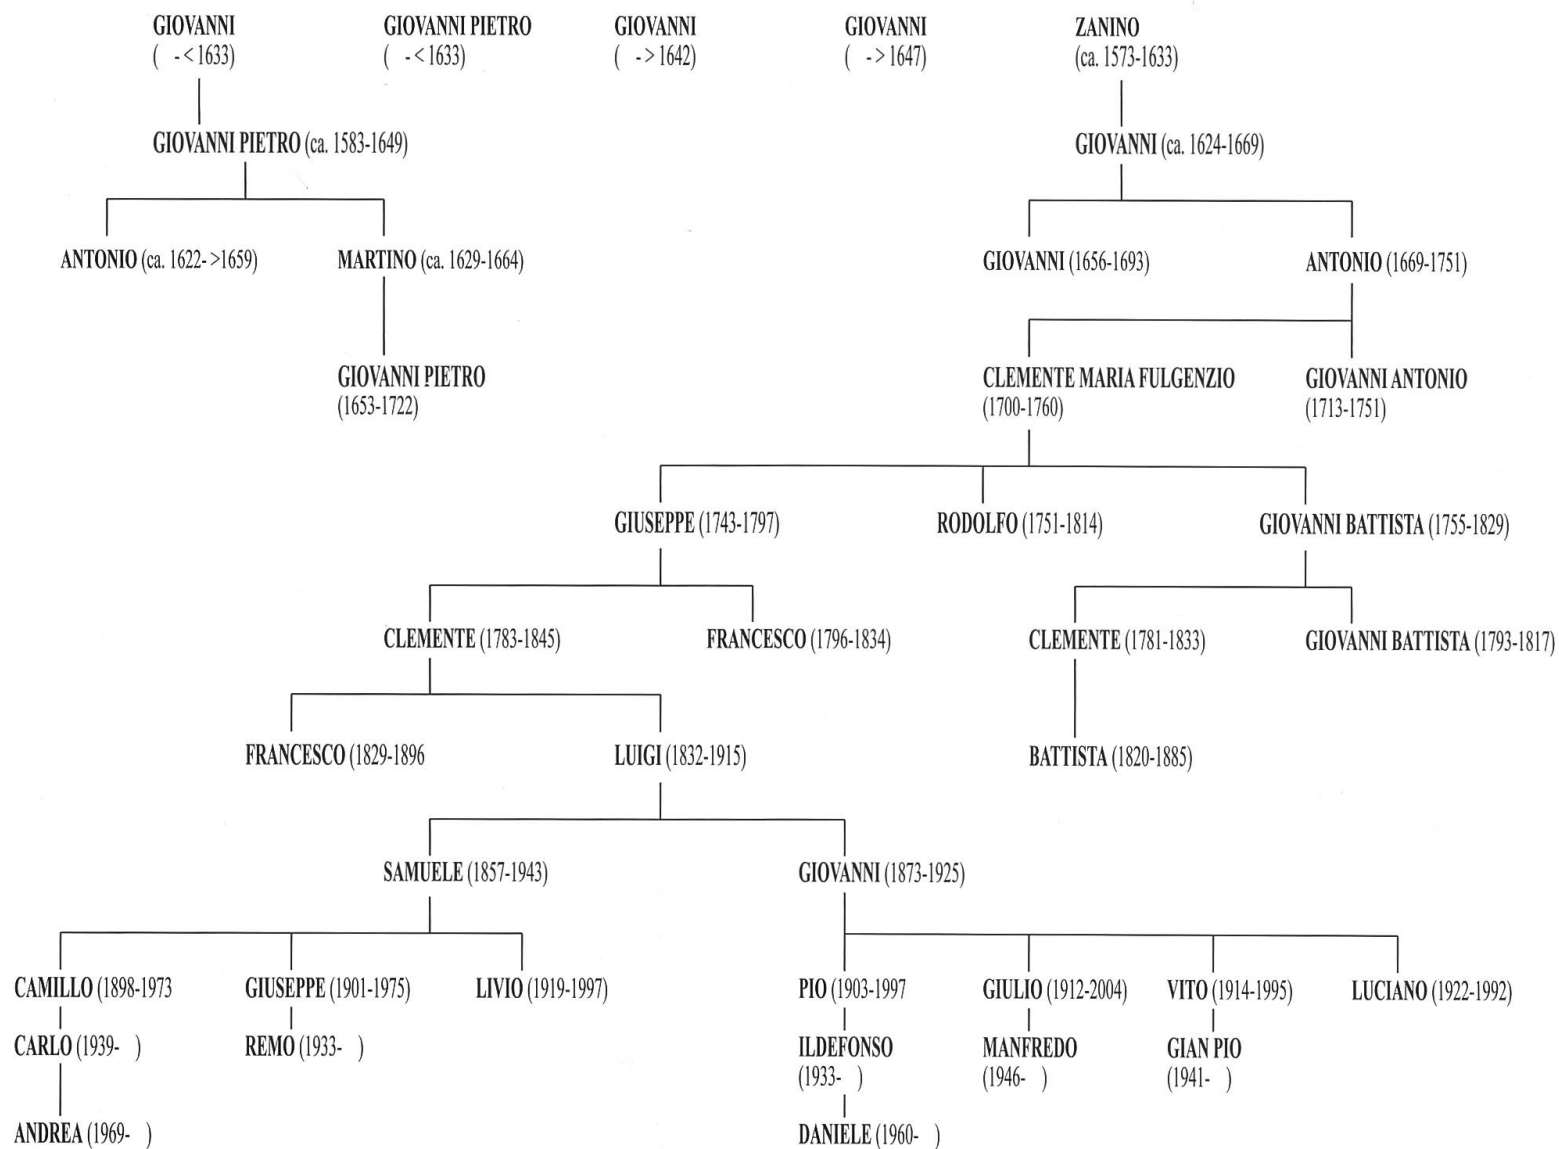 GIOVANNI
(   -< 1633)
GIOVANNI PIETRO
(   -< 1633)
GIOVANNI
(   -> 1642)
GIOVANNI
(   -> 1647)
ZANINO
(ca. 1573-1633)
GIOVANNI PIETRO (ca. 1583-1649)
GIOVANNI (ca. 1624-1669)
ANTONIO (ca. 1622- >1659)
MARTINO (ca. 1629-1664)
GIOVANNI (1656-1693)
ANTONIO (1669-1751)
GIOVANNI PIETRO
(1653-1722)
CLEMENTE MARIA FULGENZIO
(1700-1760)
GIOVANNI ANTONIO
(1713-1751)
GIUSEPPE (1743-1797)
RODOLFO (1751-1814)
GIOVANNI BATTISTA (1755-1829)
CLEMENTE (1783-1845)
FRANCESCO (1796-1834)
CLEMENTE (1781-1833)
GIOVANNI BATTISTA (1793-1817)
FRANCESCO (1829-1896
LUIGI (1832-1915)
BATTISTA (1820-1885)
SAMUELE (1857-1943)
GIOVANNI (1873-1925)
CAMILLO (1898-1973
GIUSEPPE (1901-1975)
LIVIO (1919-1997)
PIO (1903-1997
GIULIO (1912-2004)
VITO (1914-1995)
LUCIANO (1922-1992)
CARLO (1939-   )
REMO (1933-   )
ILDEFONSO
(1933-   )
MANFREDO
(1946-   )
GIAN PIO
(1941-   )
ANDREA (1969-   )
DANIELE (1960-   )